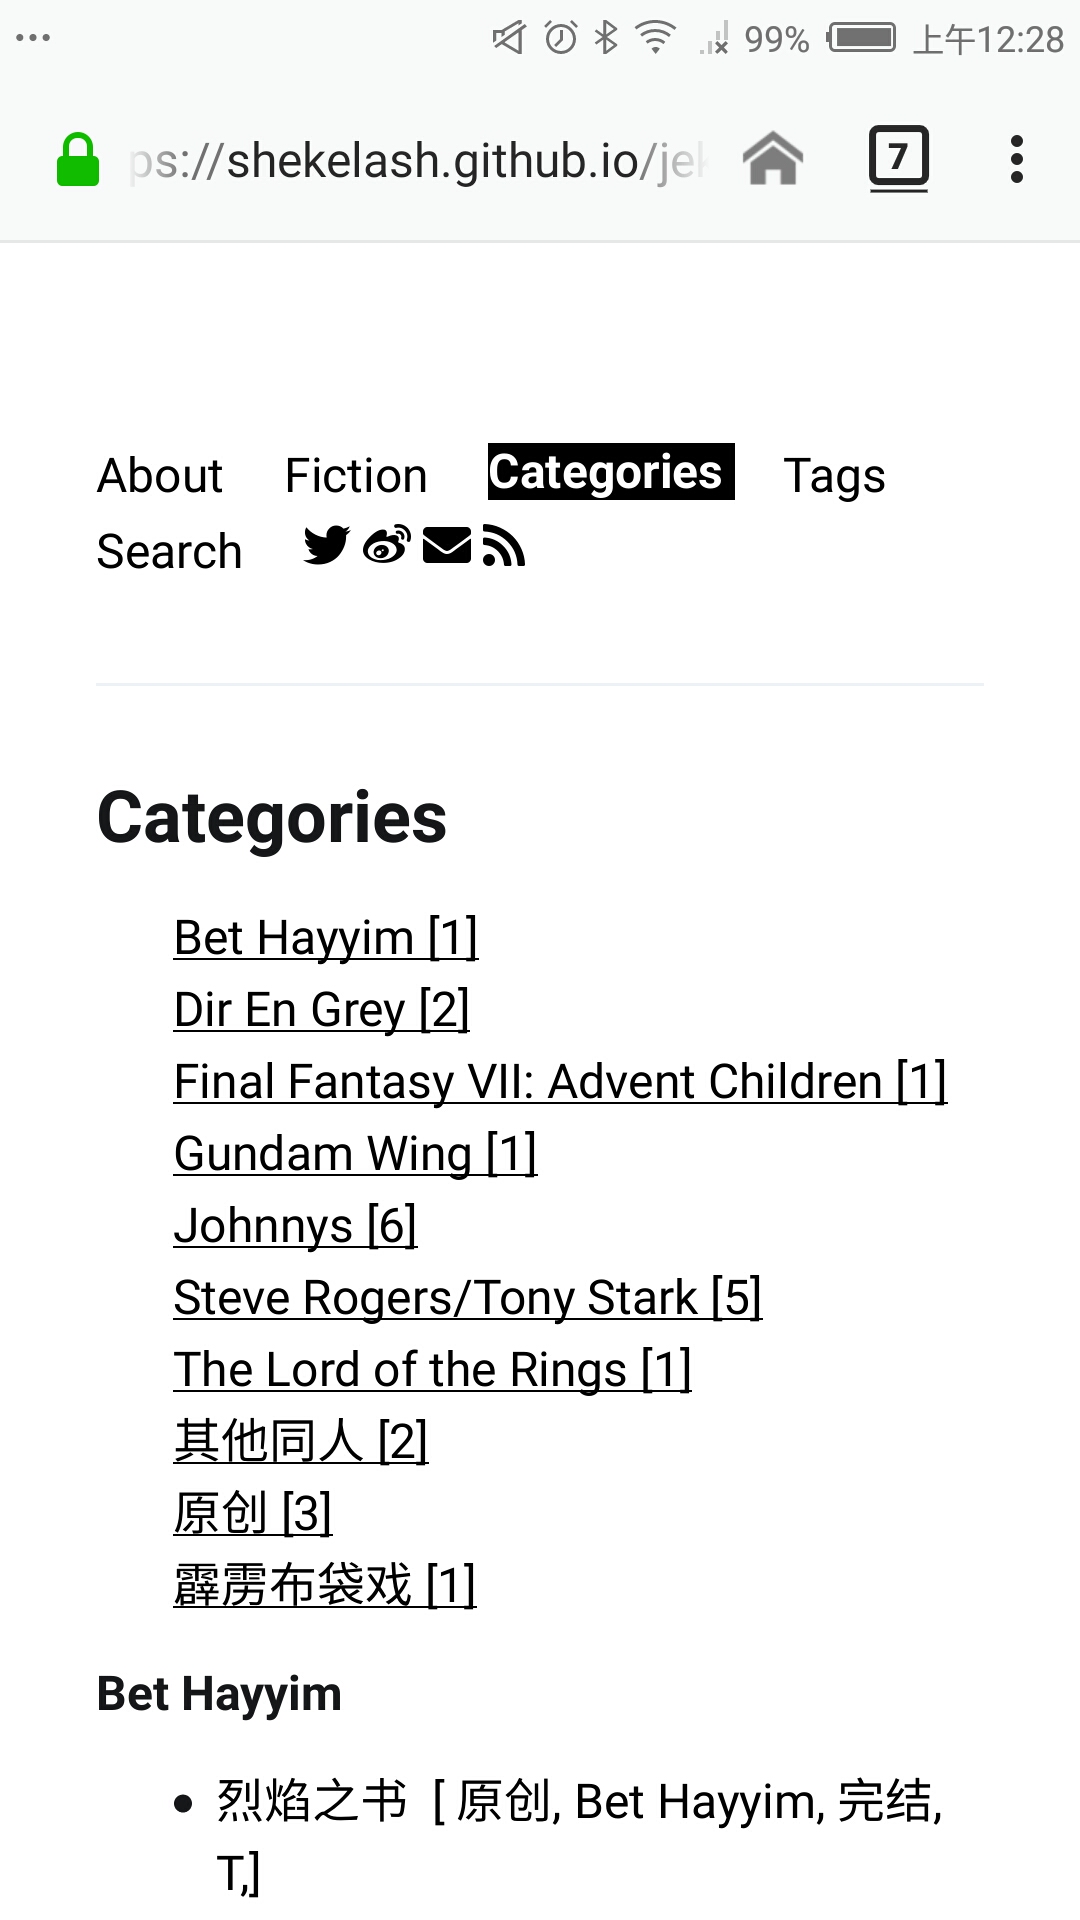 99% 上午12:28
ps://shekelash.github.io/jek 7
About Fiction Categories Tags
Search
Categories
Bet Hayyim [1]
Dir En Grey [2]
Final Fantasy VII: Advent Children [1]
Gundam Wing [1]
Johnnys [6]
Steve Rogers/Tony Stark [5]
The Lord of the Rings [1]
其他同人 [2]
原创 [3]
霹雳布袋戏 [1]
Bet Hayyim
• 烈焰之书 [ 原创, Bet Hayyim, 完结,
T,]